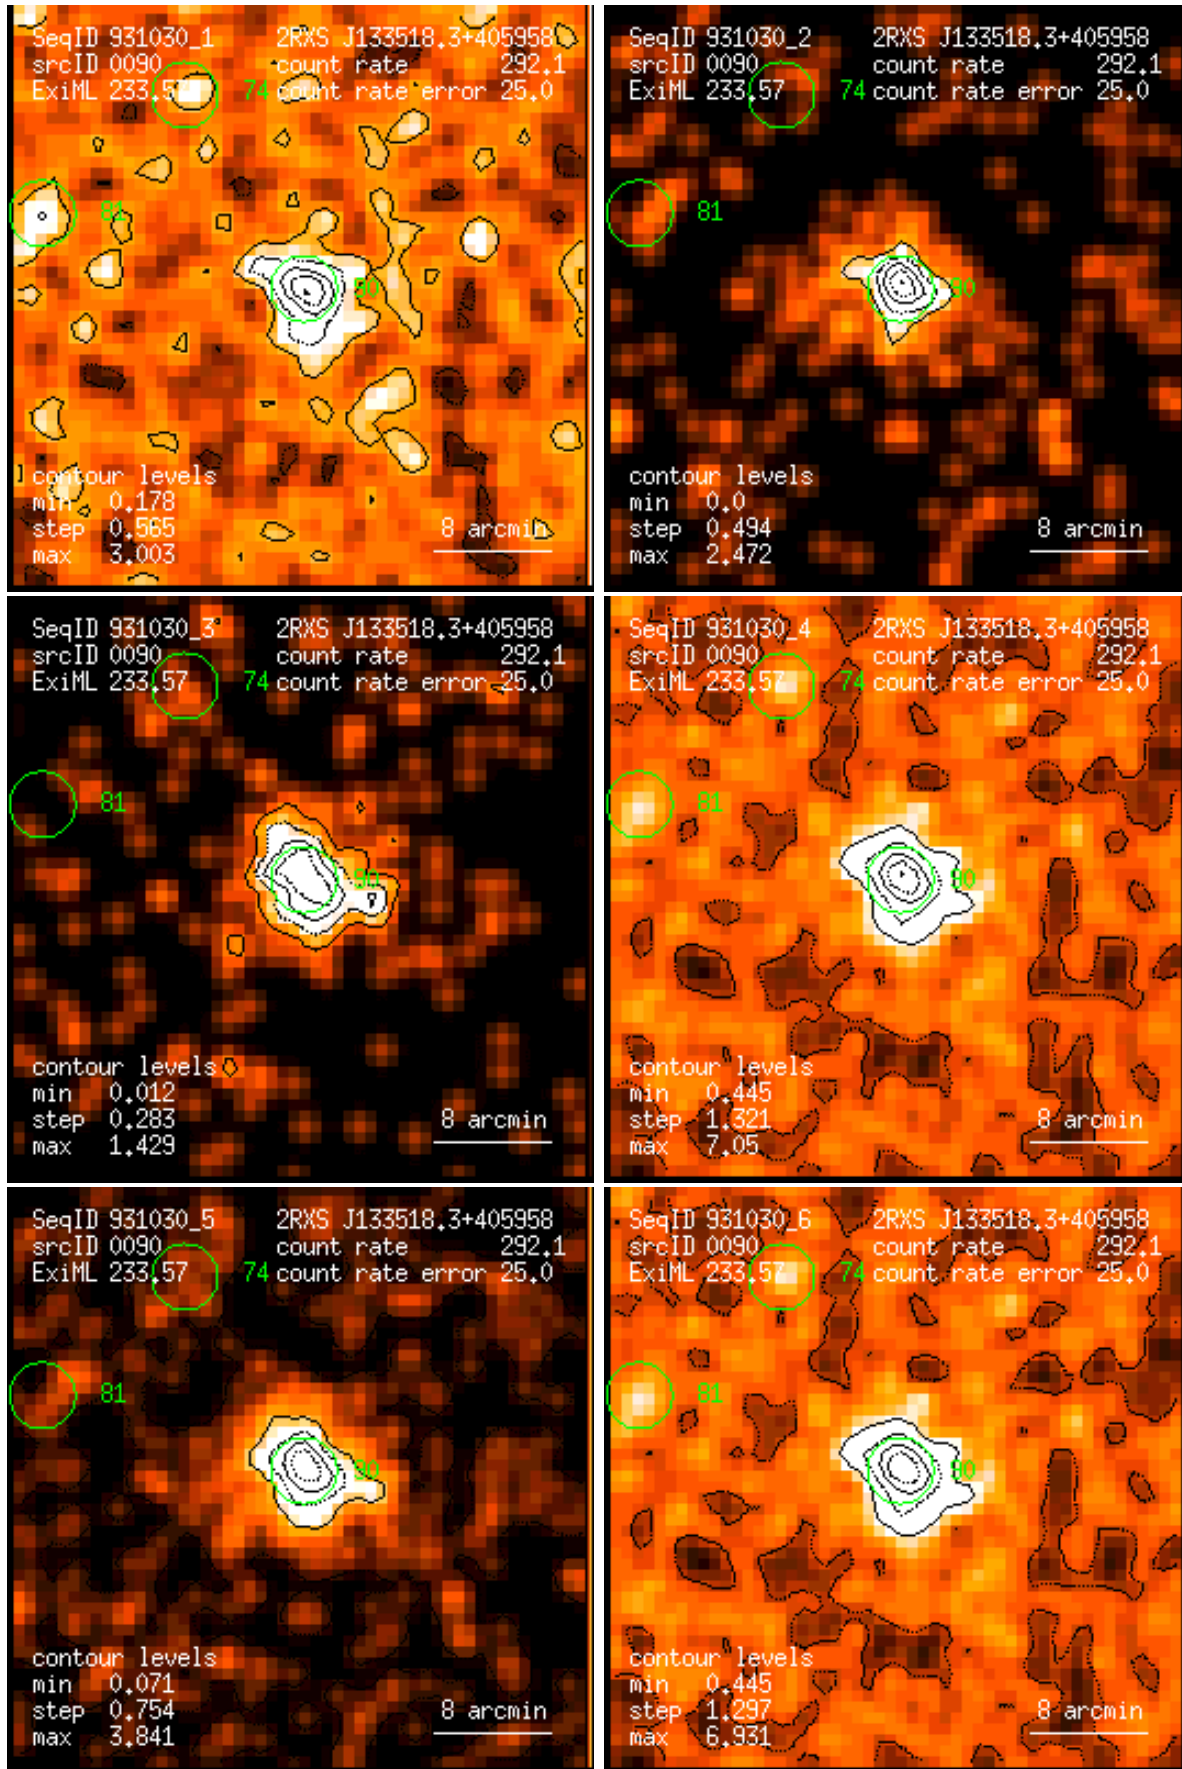 SeqID 931030_1 2RXS J133518.3+405958
srcID 0090 count rate 292.1
ExiML 233.57 74 count rate error 25.0
81
90
contour levels
min 0.178
step 0.565 8 arcmin
max 3.003
SeqID 931030_2 2RXS J133518.3+405958
srcID 0090 count rate 292.1
ExiML 233.57 74 count rate error 25.0
81
90
contour levels
min 0.0
step 0.494 8 arcmin
max 2.472
SeqID 931030_3 2RXS J133518.3+405958
srcID 0090 count rate 292.1
ExiML 233.57 74 count rate error 25.0
81
90
contour levels
min 0.012
step 0.283 8 arcmin
max 1.429
SeqID 931030_4 2RXS J133518.3+405958
srcID 0090 count rate 292.1
ExiML 233.57 74 count rate error 25.0
81
90
contour levels
min 0.445
step 1.321 8 arcmin
max 7.05
SeqID 931030_5 2RXS J133518.3+405958
srcID 0090 count rate 292.1
ExiML 233.57 74 count rate error 25.0
81
90
contour levels
min 0.071
step 0.754 8 arcmin
max 3.841
SeqID 931030_6 2RXS J133518.3+405958
srcID 0090 count rate 292.1
ExiML 233.57 74 count rate error 25.0
81
90
contour levels
min 0.445
step 1.297 8 arcmin
max 6.931